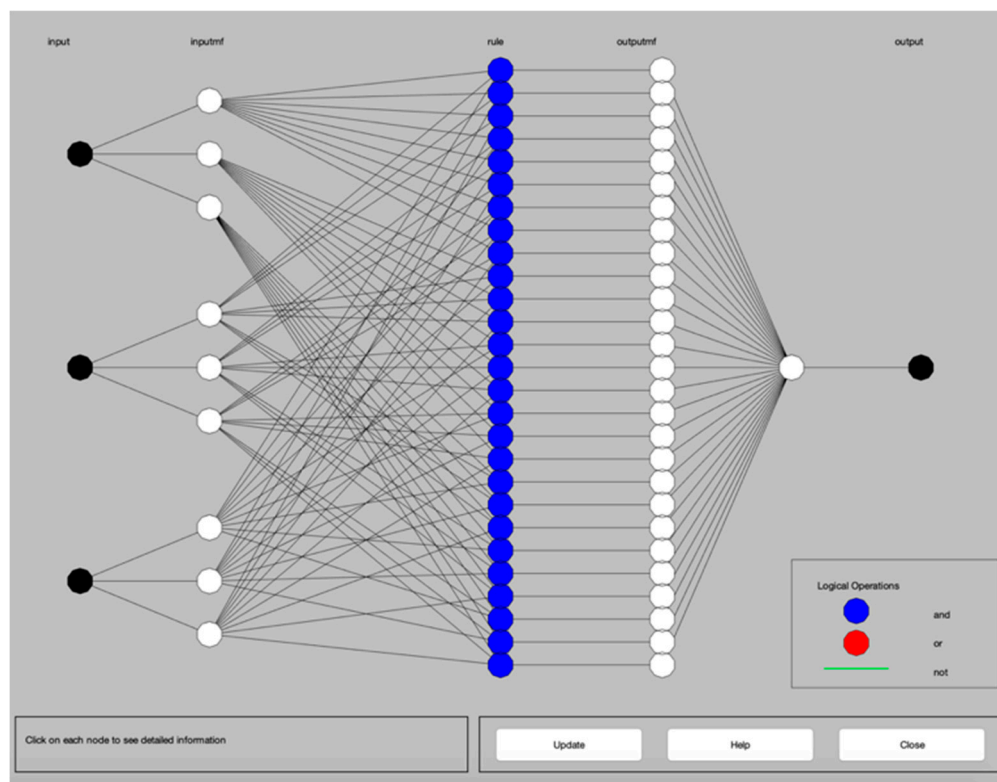 input inputmf rule outputmf output
Logical Operations
and
or
not
Click on each node to see detailed information
Update Help Close